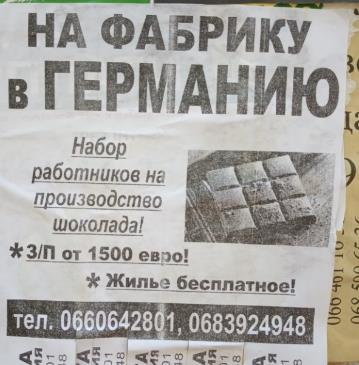 НА ФАБРИКУ
в ГЕРМАНИЮ
Набор
работников на
производство
шоколада!
* З/П от 1500 евро!
* Жилье бесплатное!
тел. 0660642801, 0683924948